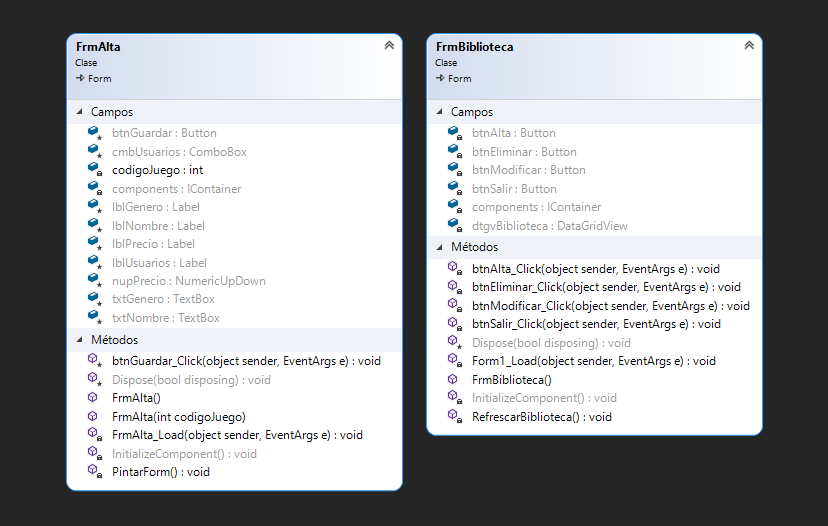 FrmAlta
Clase
Form
Campos
btnGuardar : Button
cmbUsuarios : ComboBox
codigoJuego : int
components : IContainer
lblGenero : Label
lblNombre : Label
lblPrecio : Label
lblUsuarios : Label
nupPrecio : NumericUpDown
txtGenero : TextBox
txtNombre : TextBox
Métodos
btnGuardar_Click(object sender, EventArgs e) : void
Dispose(bool disposing) : void
FrmAlta()
FrmAlta(int codigoJuego)
FrmAlta_Load(object sender, EventArgs e) : void
InitializeComponent() : void
PintarForm() : void
FrmBiblioteca
Clase
Form
Campos
btnAlta : Button
btnEliminar : Button
btnModificar : Button
btnSalir : Button
components : IContainer
dtgvBiblioteca : DataGridView
Métodos
btnAlta_Click(object sender, EventArgs e) : void
btnEliminar_Click(object sender, EventArgs e) : void
btnModificar_Click(object sender, EventArgs e) : void
btnSalir_Click(object sender, EventArgs e) : void
Dispose(bool disposing) : void
Form1_Load(object sender, EventArgs e) : void
FrmBiblioteca()
InitializeComponent() : void
RefrescarBiblioteca() : void